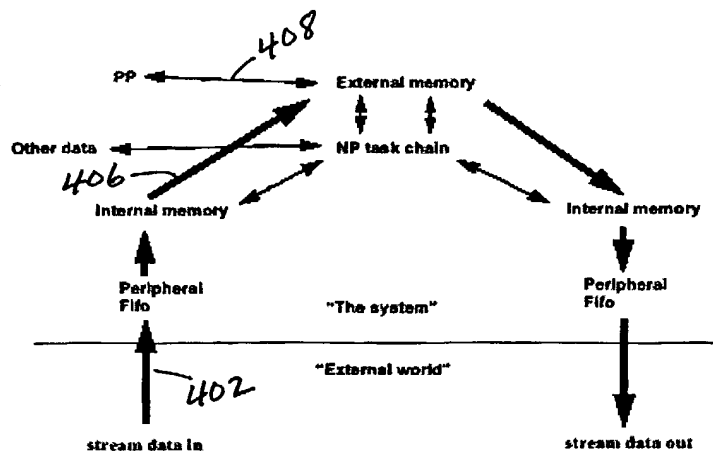 408
PP
External memory
Other data
NP task chain
406
Internal memory
Internal memory
Peripheral
Fifo
Peripheral
Fifo
"The system"
"External world"
402
stream data in
stream data out